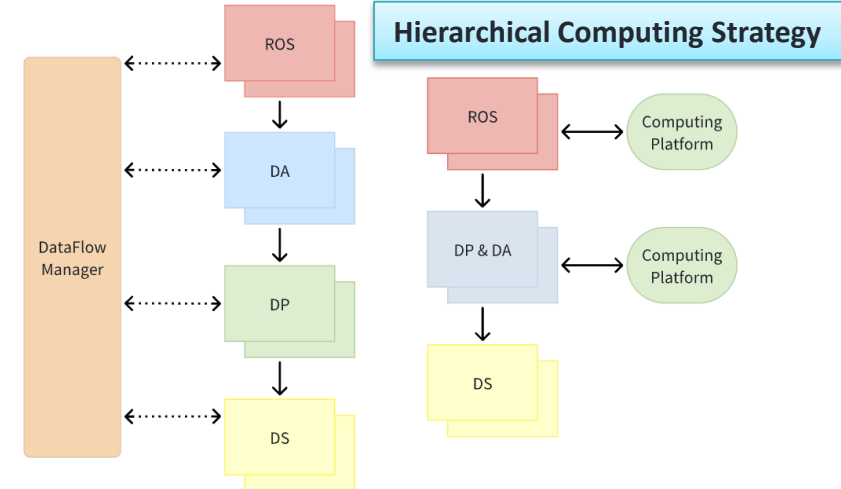 Hierarchical Computing Strategy
ROS
DA
DataFlow
Manager
DP
DS
ROS
Computing
Platform
DP & DA
Computing
Platform
DS